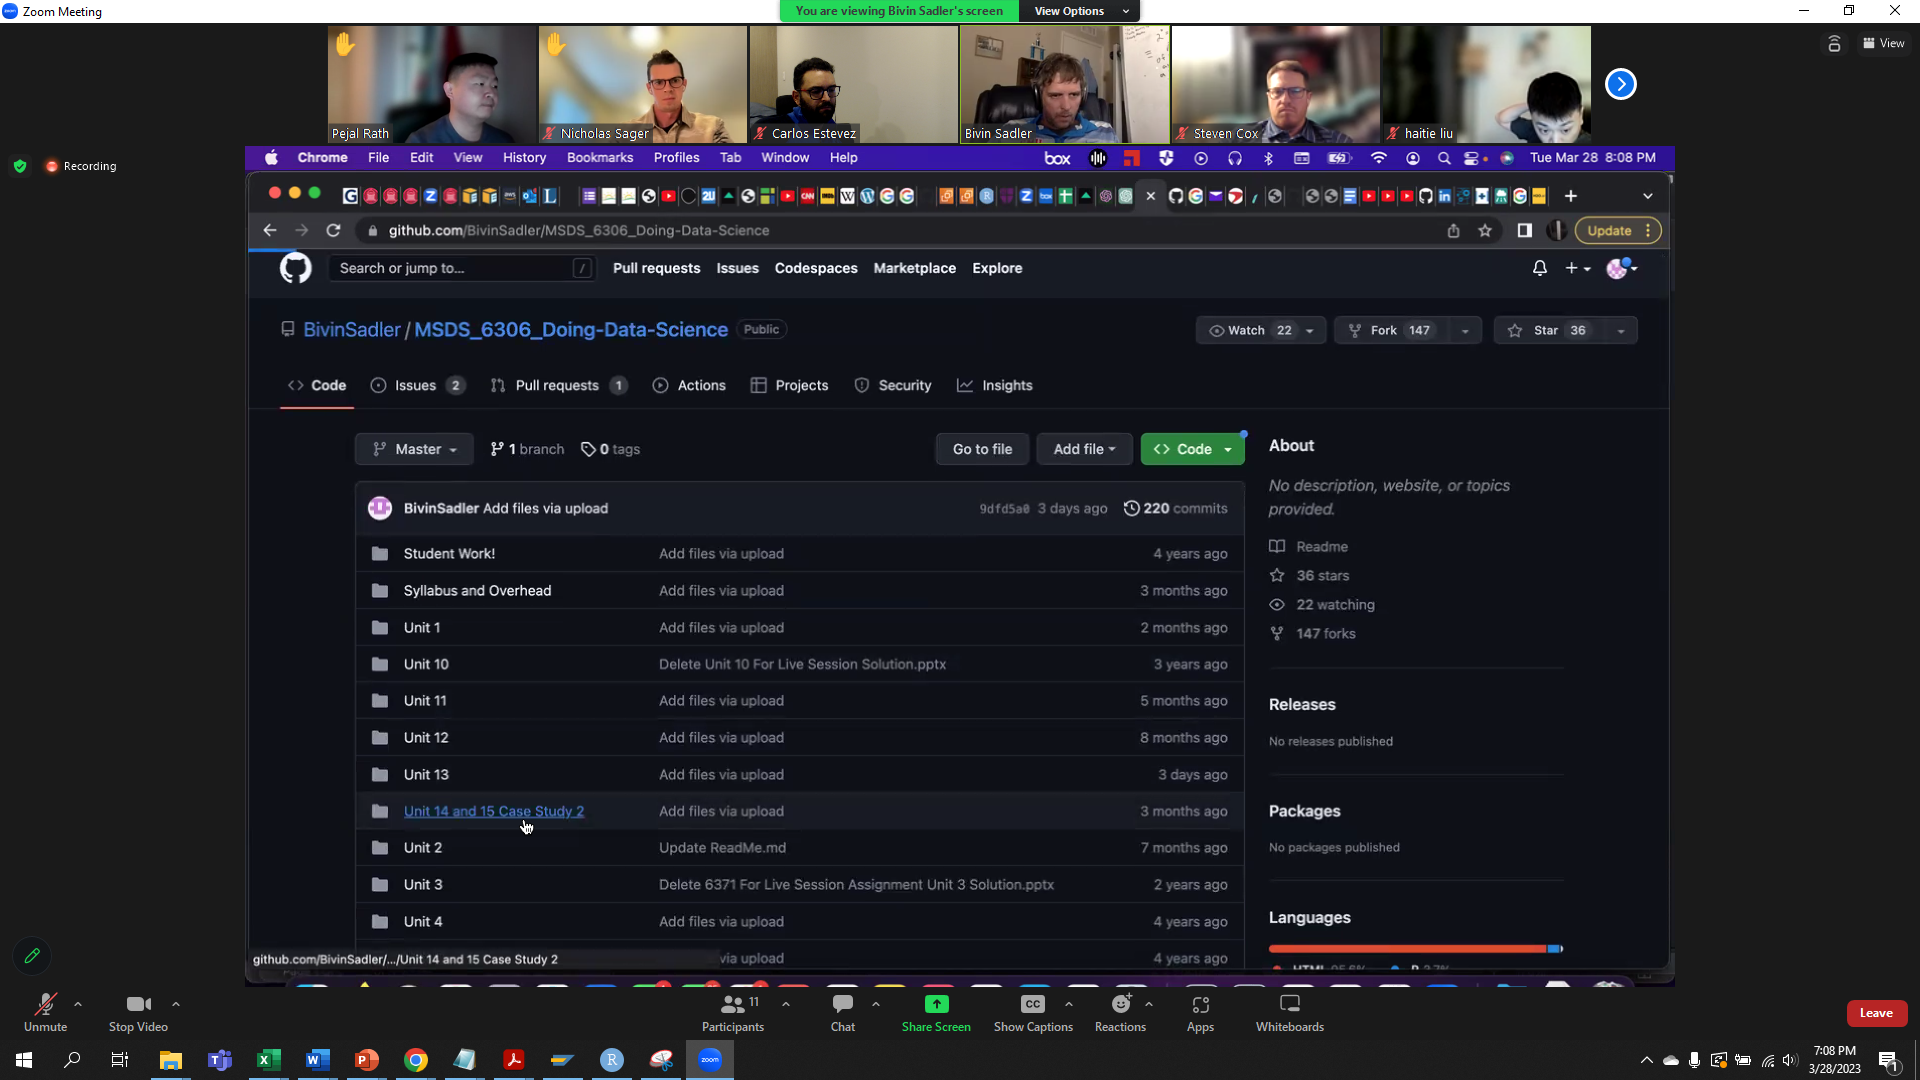 Zoom Meeting
You are viewing Bivin Sadler's screen
View Options
Pejal Rath
Nicholas Sager
Carlos Estevez
Bivin Sadler
Steven Cox
haitie liu
View
Recording
Chrome File Edit View History Bookmarks Profiles Tab Window Help
box
Tue Mar 28 8:08 PM
github.com/BivinSadler/MSDS_6306_Doing-Data-Science
Update
Search or jump to... /
Pull requests Issues Codespaces Marketplace Explore
BivinSadler / MSDS_6306_Doing-Data-Science Public
Watch 22 Fork 147 Star 36
Code Issues 2 Pull requests 1 Actions Projects Security Insights
Master 1 branch 0 tags
Go to file Add file Code
About
No description, website, or topics
provided.
Readme
36 stars
22 watching
147 forks
Releases
No releases published
Packages
No packages published
Languages
BivinSadler Add files via upload 9dfd5a0 3 days ago 220 commits
Student Work! Add files via upload 4 years ago
Syllabus and Overhead Add files via upload 3 months ago
Unit 1 Add files via upload 2 months ago
Unit 10 Delete Unit 10 For Live Session Solution.pptx 3 years ago
Unit 11 Add files via upload 5 months ago
Unit 12 Add files via upload 8 months ago
Unit 13 Add files via upload 3 days ago
Unit 14 and 15 Case Study 2 Add files via upload 3 months ago
Unit 2 Update ReadMe.md 7 months ago
Unit 3 Delete 6371 For Live Session Assignment Unit 3 Solution.pptx 2 years ago
Unit 4 Add files via upload 4 years ago
via upload 4 years ago
github.com/BivinSadler/.../Unit 14 and 15 Case Study 2
Unmute
Stop Video
11
Participants
Chat
Share Screen
CC
Show Captions
Reactions
Apps
Whiteboards
Leave
7:08 PM
3/28/2023